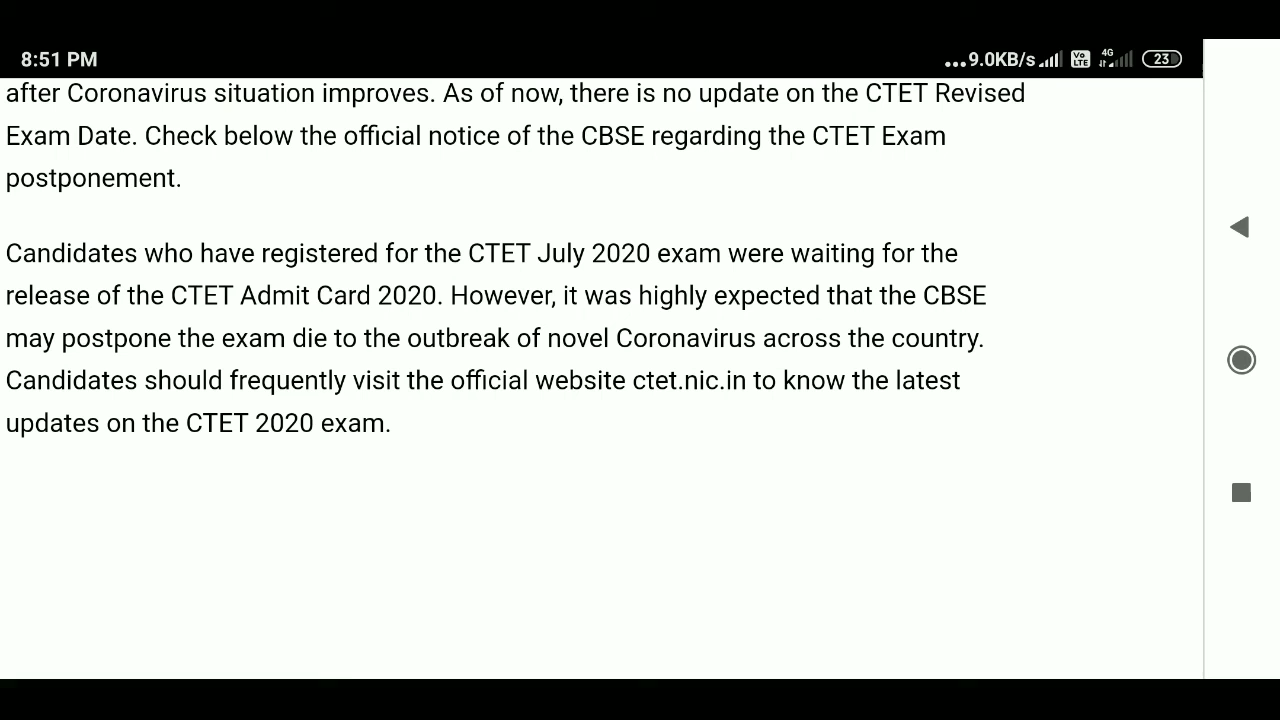 8:51 PM
...9.0KB/s Vo LTE 4G 23
after Coronavirus situation improves. As of now, there is no update on the CTET Revised
Exam Date. Check below the official notice of the CBSE regarding the CTET Exam
postponement.
Candidates who have registered for the CTET July 2020 exam were waiting for the
release of the CTET Admit Card 2020. However, it was highly expected that the CBSE
may postpone the exam die to the outbreak of novel Coronavirus across the country.
Candidates should frequently visit the official website ctet.nic.in to know the latest
updates on the CTET 2020 exam.